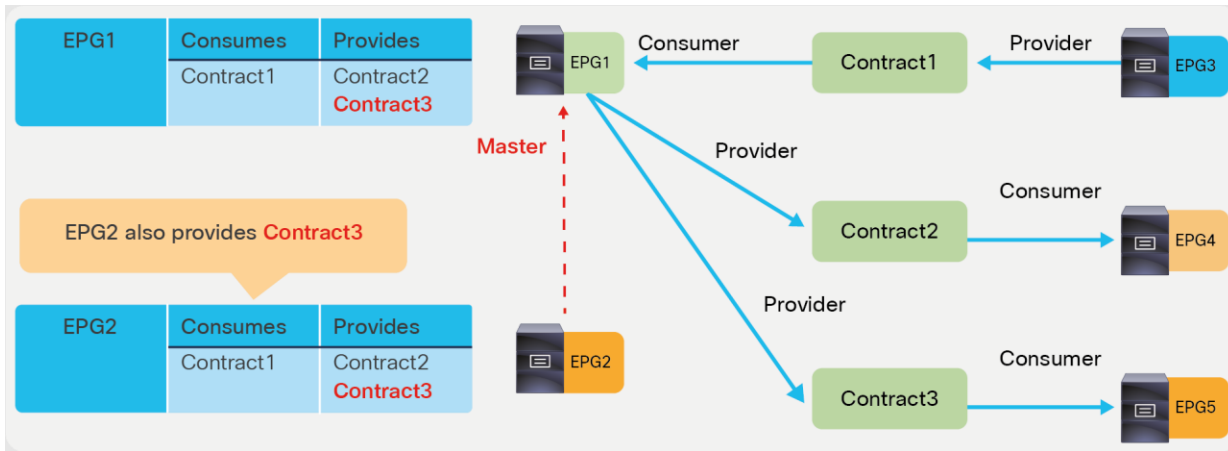 EPG1 Consumes Provides
Contract1 Contract2
Contract3
EPG1
Consumer
Contract1
Provider
EPG3
Master
Provider
EPG2 also provides Contract3
Contract2
Consumer
EPG4
EPG2 Consumes Provides
Contract1 Contract2
Contract3
EPG2
Provider
Contract3
Consumer
EPG5